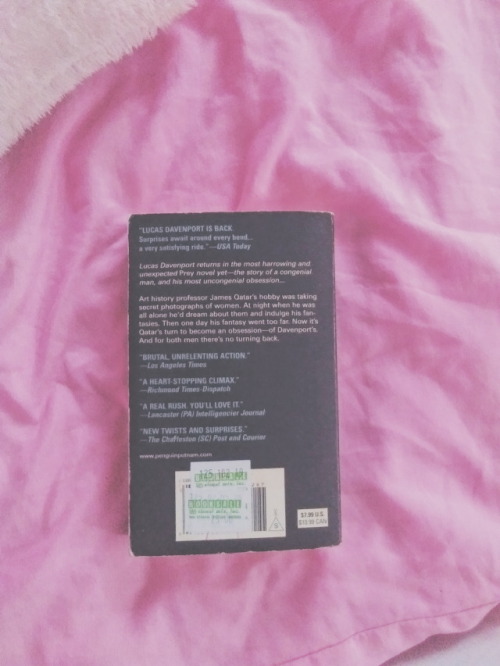 "LUCAS DAVENPORT IS BACK.
Surprises await around every bend...
a very satisfying ride."—USA Today
Lucas Davenport returns in the most harrowing and
unexpected Prey novel yet—the story of a congenial
man, and his most uncongenial obsession...
Art history professor James Qatar's hobby was taking
secret photographs of women. At night when he was
all alone he'd dream about them and indulge his fan-
tasies. Then one day his fantasy went too far. Now it's
Qatar's turn to become an obsession—of Davenport's.
And for both men there's no turning back.
"BRUTAL, UNRELENTING ACTION."
—Los Angeles Times
"A HEART-STOPPING CLIMAX."
—Richmond Times-Dispatch
"A REAL RUSH. YOU'LL LOVE IT."
—Lancaster (PA) Intelligencer Journal
"NEW TWISTS AND SURPRISES."
—The Charleston (SC) Post and Courier
www.penguinputnam.com
$7.99 U.S.
$10.99 CAN